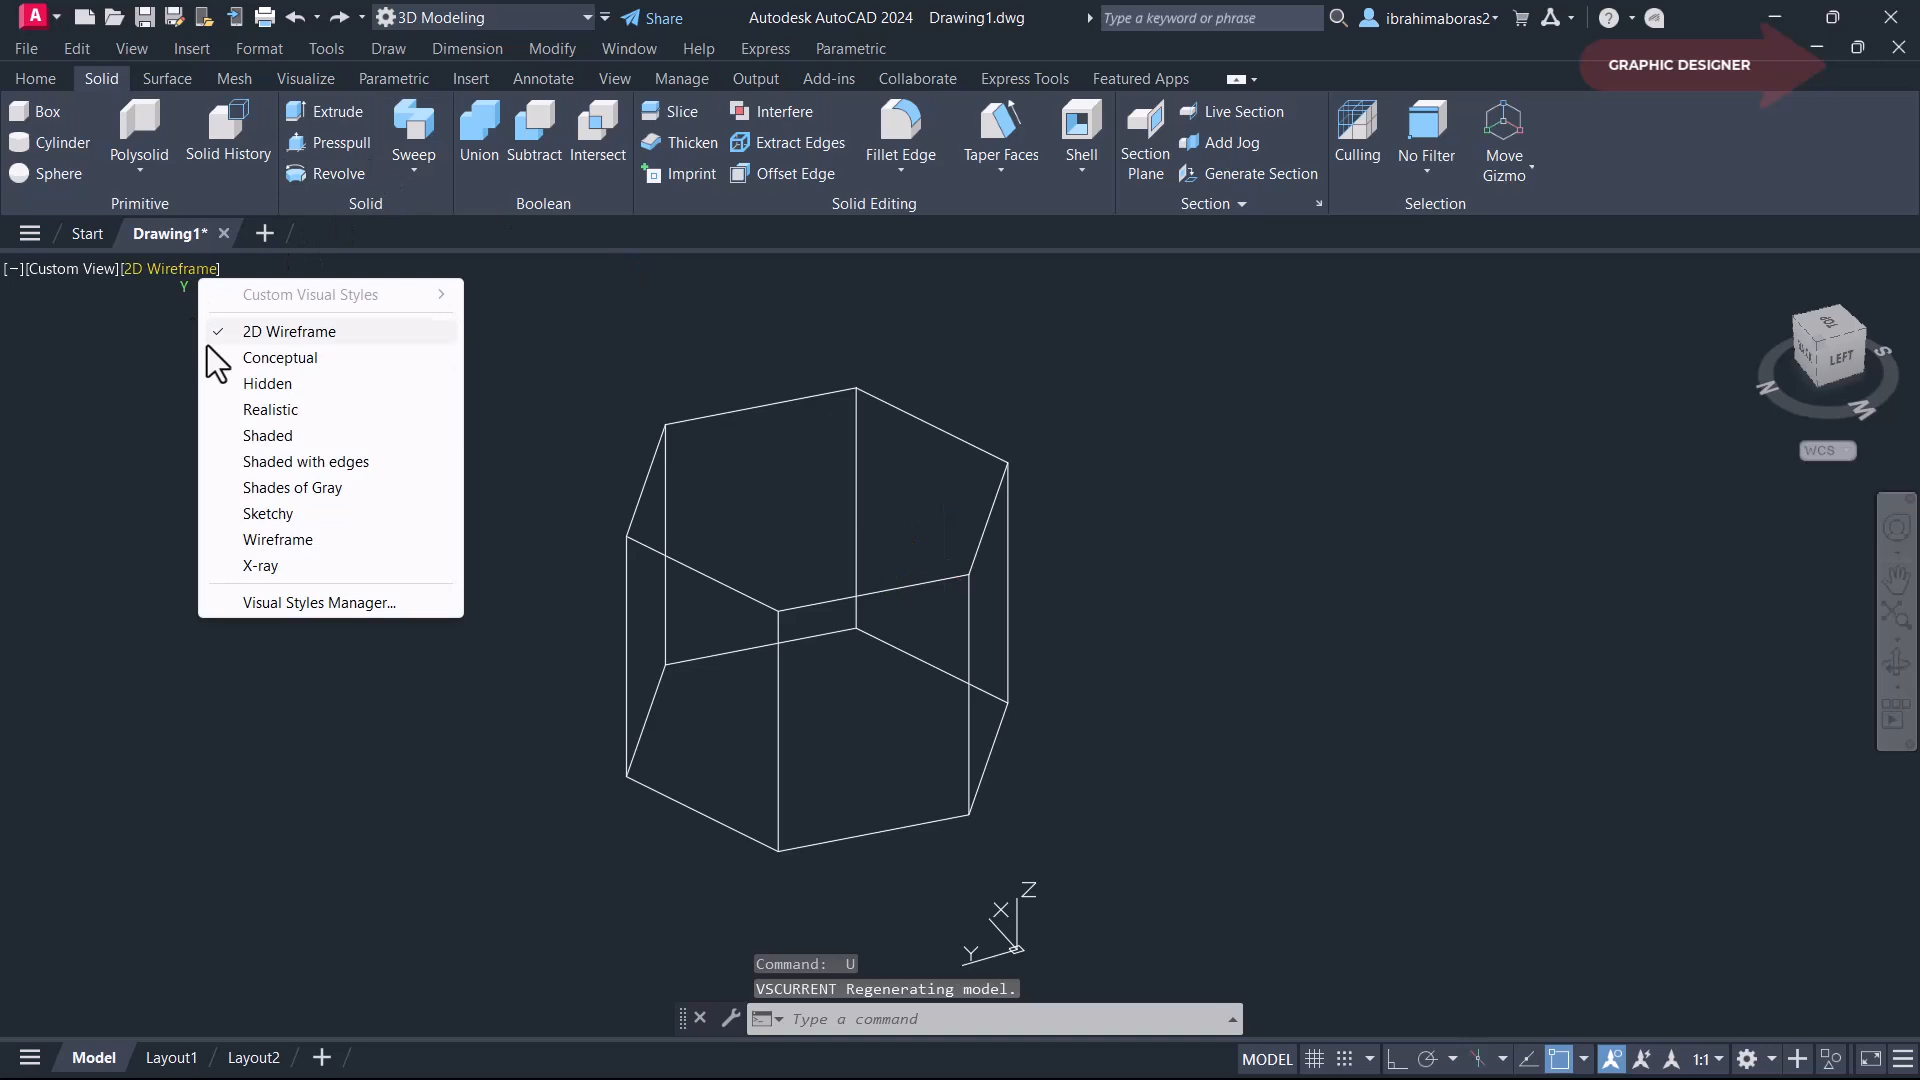 A
3D Modeling
Share
Autodesk AutoCAD 2024 Drawing1.dwg
Type a keyword or phrase
ibrahimaboras2
File Edit View Insert Format Tools Draw Dimension Modify Window Help Express Parametric
GRAPHIC DESIGNER
Home Solid Surface Mesh Visualize Parametric Insert Annotate View Manage Output Add-ins Collaborate Express Tools Featured Apps
Box
Cylinder
Sphere
Polysolid
Solid History
Primitive
Extrude
Presspull
Revolve
Sweep
Solid
Union
Subtract
Intersect
Boolean
Slice
Thicken
Imprint
Interfere
Extract Edges
Offset Edge
Fillet Edge
Taper Faces
Shell
Solid Editing
Section
Plane
Live Section
Add Jog
Generate Section
Section
Culling
No Filter
Move
Gizmo
Selection
Start
Drawing1*
[−][Custom View][2D Wireframe]
Y
Custom Visual Styles
2D Wireframe
Conceptual
Hidden
Realistic
Shaded
Shaded with edges
Shades of Gray
Sketchy
Wireframe
X-ray
Visual Styles Manager...
TOP
BACK
LEFT
N
S
W
WCS
Z
X
Y
Command: U
VSCURRENT Regenerating model.
Type a command
Model
Layout1
Layout2
MODEL
1:1